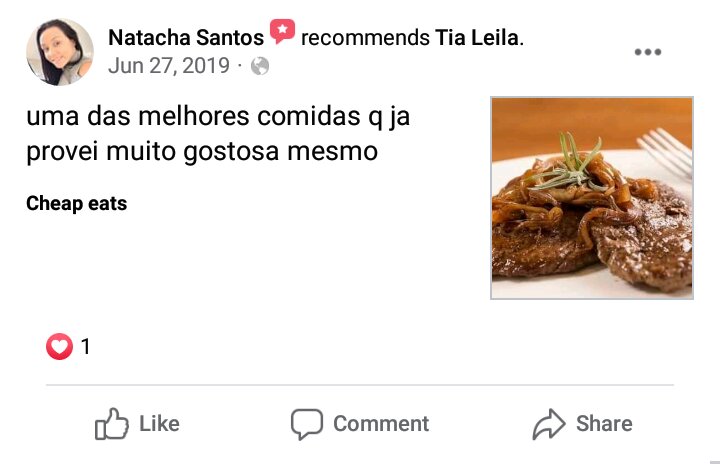 Natacha Santos recommends Tia Leila.
Jun 27, 2019 ·
uma das melhores comidas q ja
provei muito gostosa mesmo
Cheap eats
1
Like Comment Share